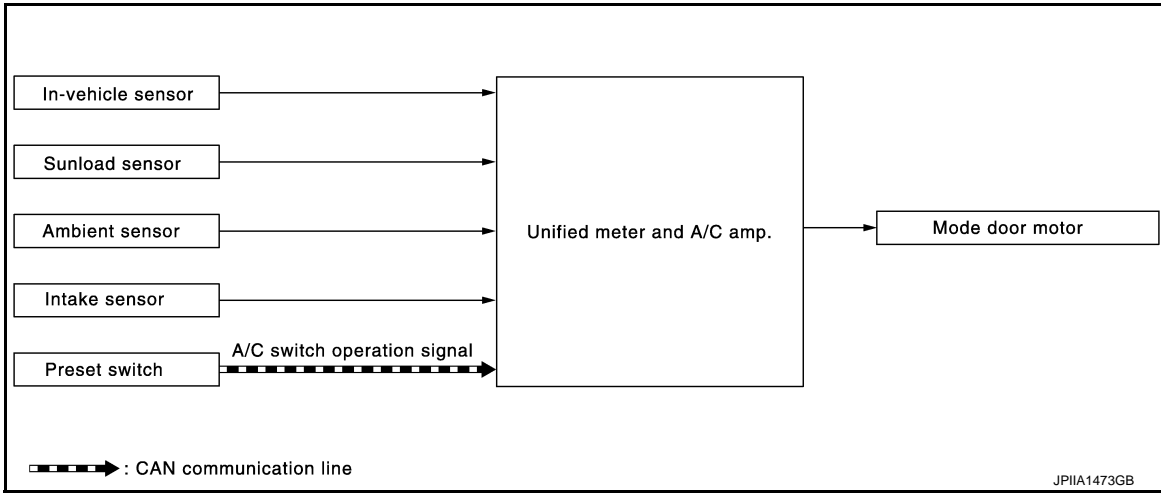 In-vehicle sensor
Sunload sensor
Ambient sensor
Intake sensor
Preset switch
A/C switch operation signal
Unified meter and A/C amp.
Mode door motor
: CAN communication line
JPIIA1473GB